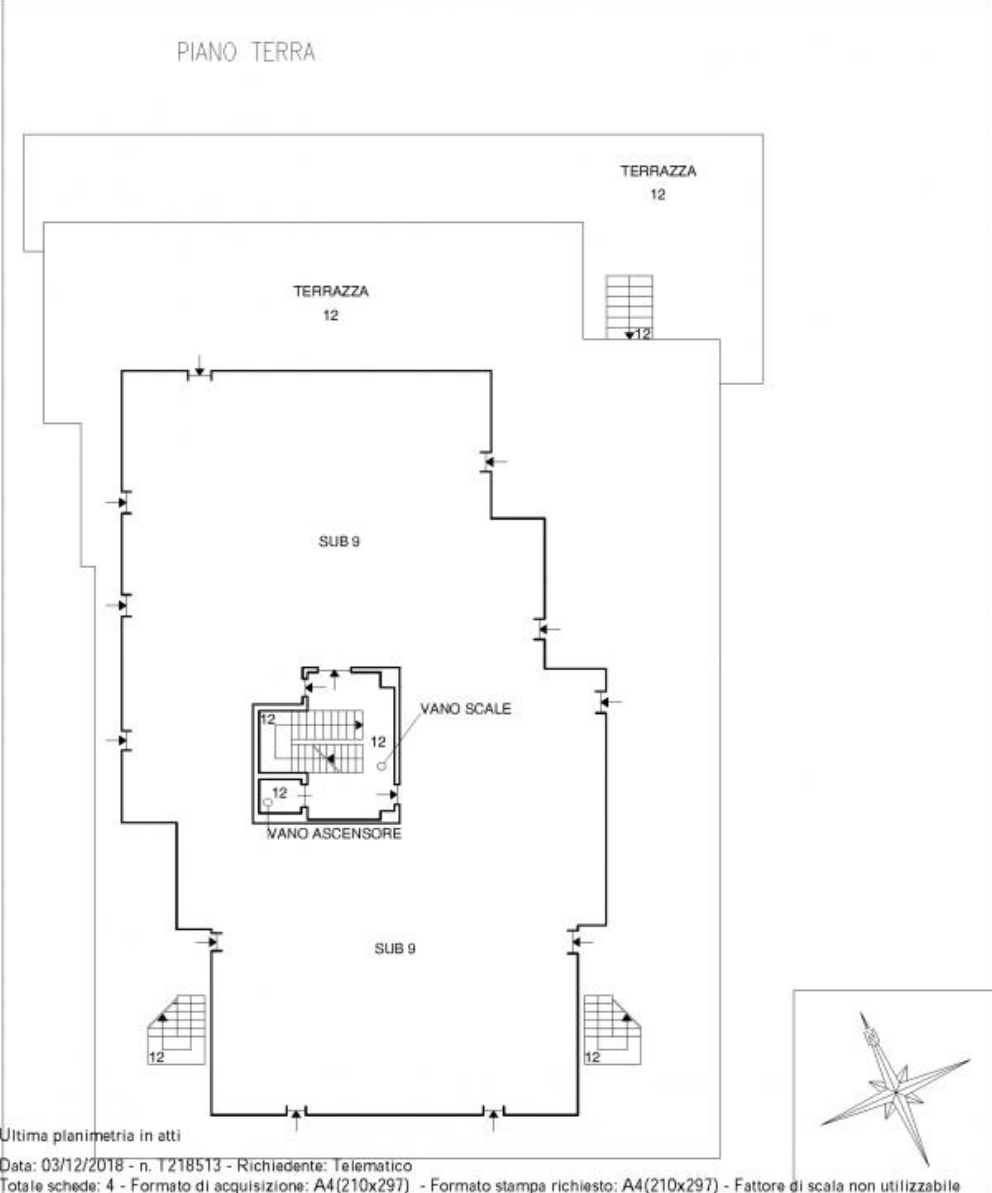 PIANO TERRA
TERRAZZA
12
TERRAZZA
12
12
SUB 9
VANO SCALE
12
12
12
VANO ASCENSORE
SUB 9
12
12
N
Ultima planimetria in atti
Data: 03/12/2018 - n. T218513 - Richiedente: Telematico
Totale schede: 4 - Formato di acquisizione: A4(210x297) - Formato stampa richiesto: A4(210x297) - Fattore di scala non utilizzabile